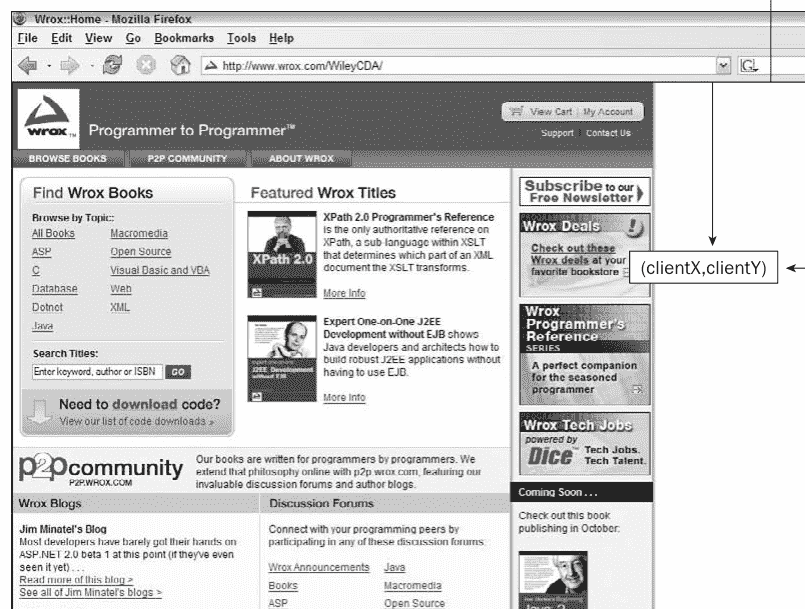 Wrox::Home - Mozilla Firefox
File Edit View Go Bookmarks Tools Help
http://www.wrox.com/WileyCDA/
G
wrox™ Programmer to Programmer™
View Cart | My Account
Support | Contact Us
BROWSE BOOKS P2P COMMUNITY ABOUT WROX
Find Wrox Books
Browse by Topic:
All Books Macromedia
ASP Open Source
C Visual Basic and VBA
Database Web
Dotnet XML
Java
Search Titles:
Enter keyword, author or ISBN GO
Need to download code?
View our list of code downloads »
Featured Wrox Titles
XPath 2.0
XPath 2.0 Programmer's Reference
is the only authoritative reference on
XPath, a sub-language within XSLT
that determines which part of an XML
document the XSLT transforms.
More Info
J2EE Development
without EJB
Expert One-on-One J2EE
Development without EJB shows
Java developers and architects how to
build robust J2EE applications without
having to use EJB.
More Info
Subscribe to our
Free Newsletter
Wrox Deals
Check out these
Wrox deals at your
favorite bookstore
(clientX,clientY)
Wrox
Programmer's
Reference
SERIES
A perfect companion
for the seasoned
programmer
Wrox Tech Jobs
powered by
Dice™ Tech Jobs.
Tech Talent.
p2pcommunity
P2P.WROX.COM
Our books are written for programmers by programmers. We
extend that philosophy online with p2p.wrox.com, featuring our
invaluable discussion forums and author blogs.
Wrox Blogs
Jim Minatel's Blog
Most developers have barely got their hands on
ASP.NET 2.0 beta 1 at this point (if they've even
seen it yet) . . .
Read more of this blog >
See all of Jim Minatel's blogs >
Discussion Forums
Connect with your programming peers by
participating in any of these discussion forums:
Wrox Announcements Java
Books Macromedia
ASP Open Source
Coming Soon . . .
Check out this book
publishing in October: